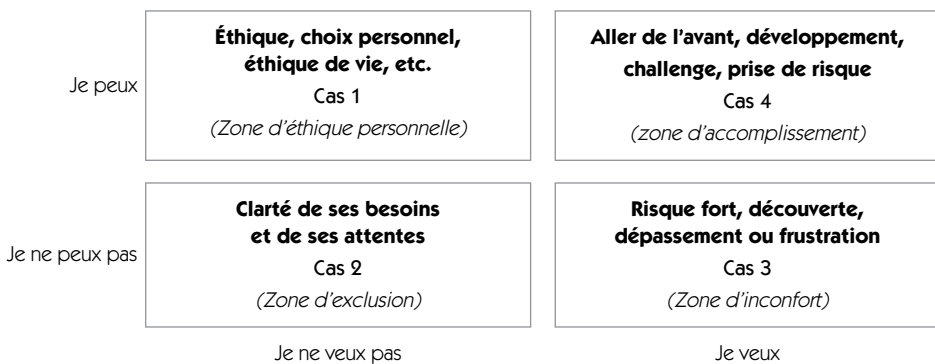 Je peux
Éthique, choix personnel,
éthique de vie, etc.
Cas 1
(Zone d'éthique personnelle)
Aller de l'avant, développement,
challenge, prise de risque
Cas 4
(zone d'accomplissement)
Je ne peux pas
Clarté de ses besoins
et de ses attentes
Cas 2
(Zone d'exclusion)
Risque fort, découverte,
dépassement ou frustration
Cas 3
(Zone d'inconfort)
Je ne veux pas
Je veux